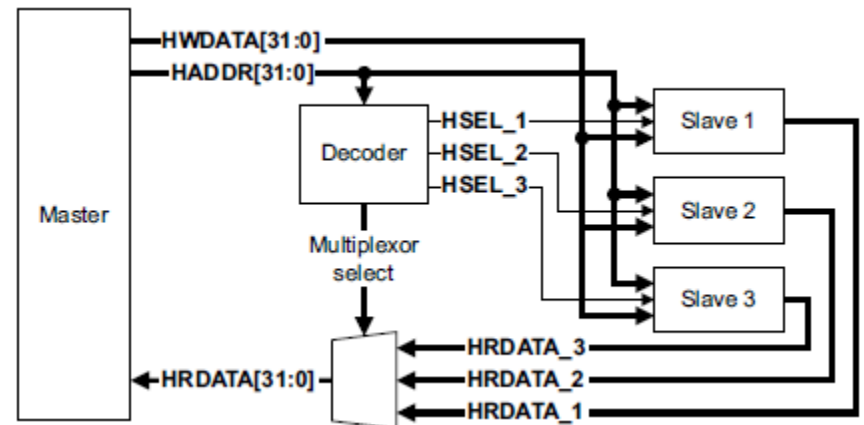 HWDATA[31:0]
HADDR[31:0]
HSEL_1
Slave 1
Decoder
HSEL_2
HSEL_3
Master
Slave 2
Multiplexor
select
Slave 3
HRDATA_3
HRDATA[31:0]
HRDATA_2
HRDATA_1